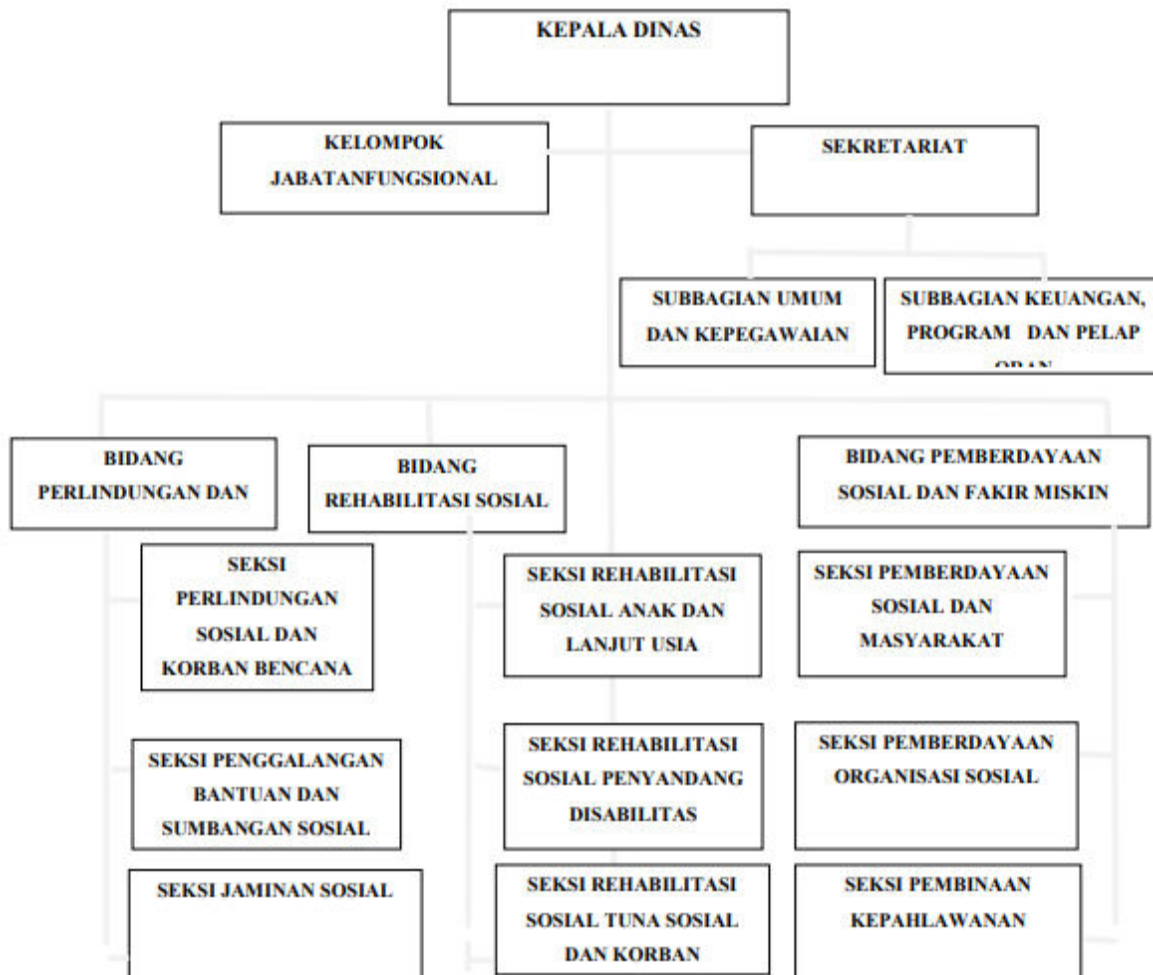 KEPALA DINAS
KELOMPOK
JABATANFUNGSIONAL
SEKRETARIAT
SUBBAGIAN UMUM
DAN KEPEGAWAIAN
SUBBAGIAN KEUANGAN,
PROGRAM DAN PELAP
ORAN
BIDANG
PERLINDUNGAN DAN
BIDANG
REHABILITASI SOSIAL
BIDANG PEMBERDAYAAN
SOSIAL DAN FAKIR MISKIN
SEKSI
PERLINDUNGAN
SOSIAL DAN
KORBAN BENCANA
SEKSI REHABILITASI
SOSIAL ANAK DAN
LANJUT USIA
SEKSI PEMBERDAYAAN
SOSIAL DAN
MASYARAKAT
SEKSI PENGGALANGAN
BANTUAN DAN
SUMBANGAN SOSIAL
SEKSI REHABILITASI
SOSIAL PENYANDANG
DISABILITAS
SEKSI PEMBERDAYAAN
ORGANISASI SOSIAL
SEKSI JAMINAN SOSIAL
SEKSI REHABILITASI
SOSIAL TUNA SOSIAL
DAN KORBAN
SEKSI PEMBINAAN
KEPAHLAWANAN